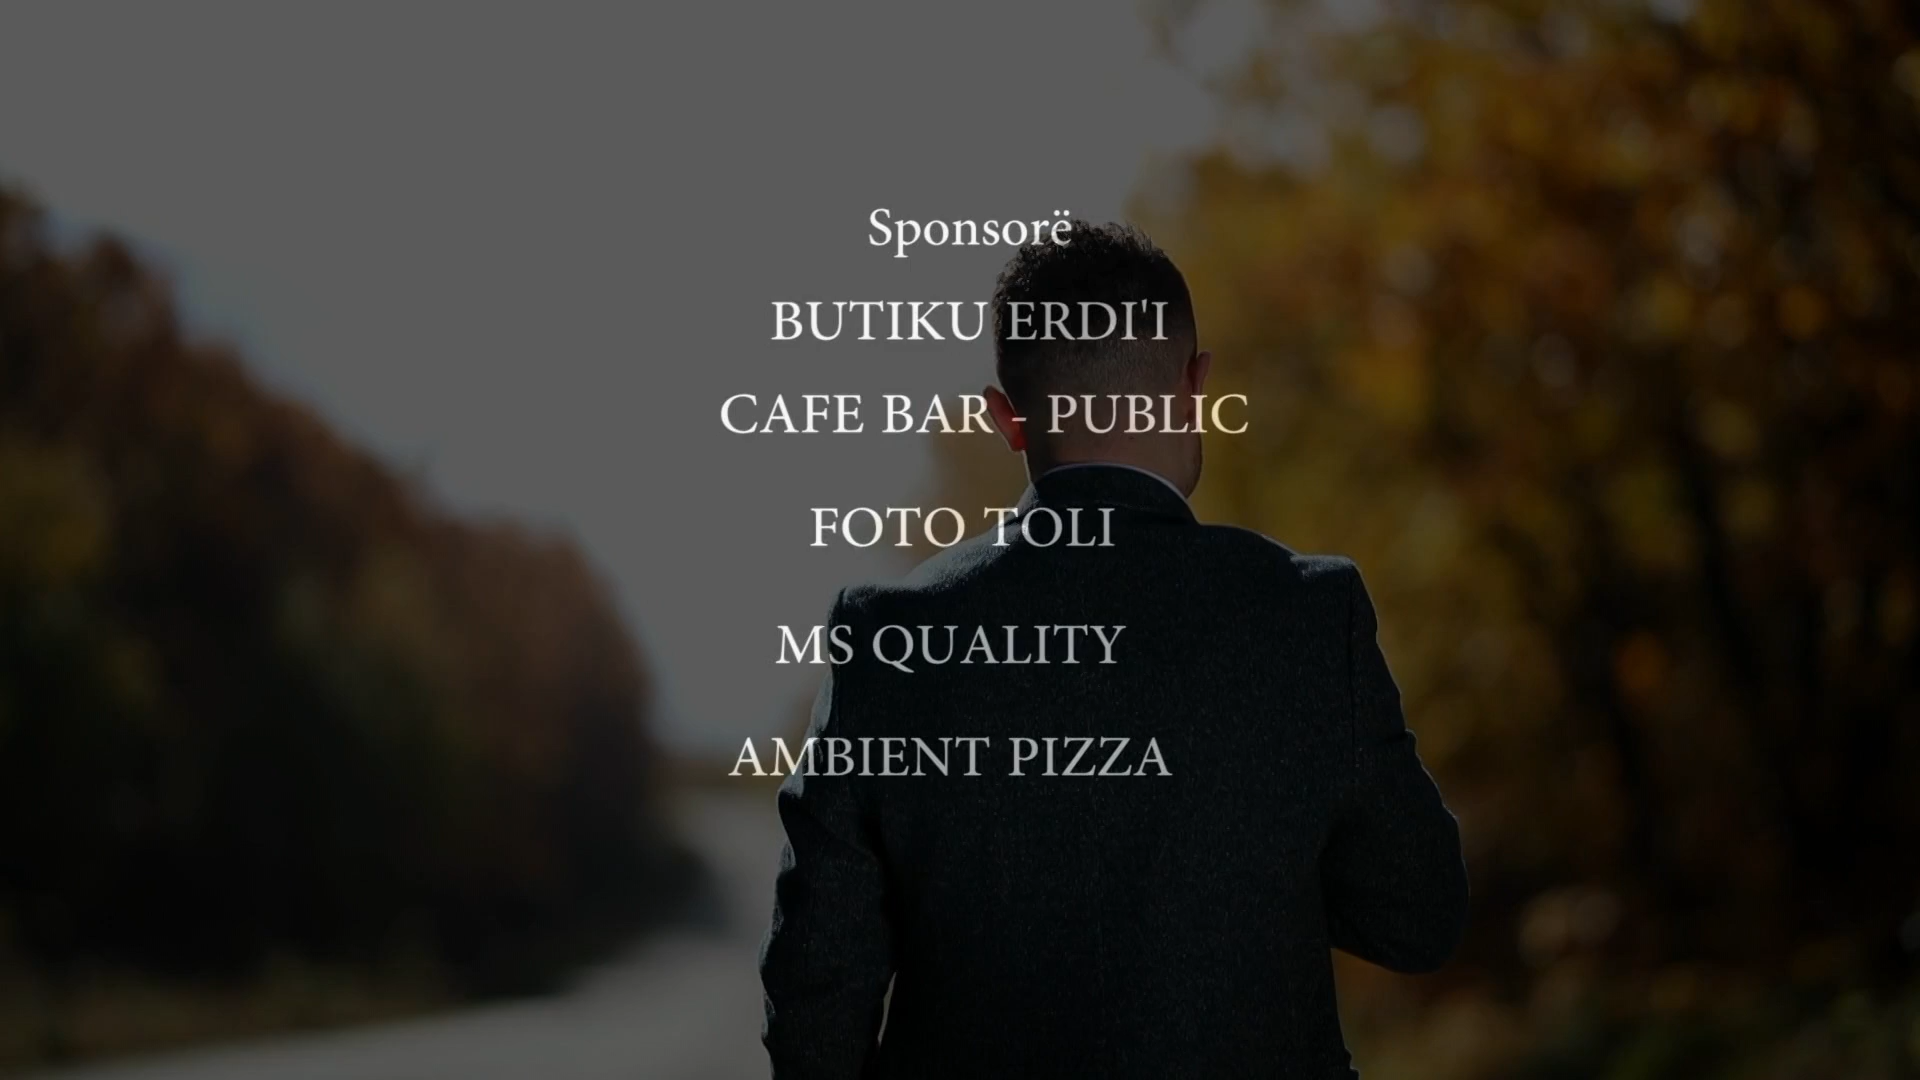 Sponsorë
BUTIKU ERDI'I
CAFE BAR - PUBLIC
FOTO TOLI
MS QUALITY
AMBIENT PIZZA